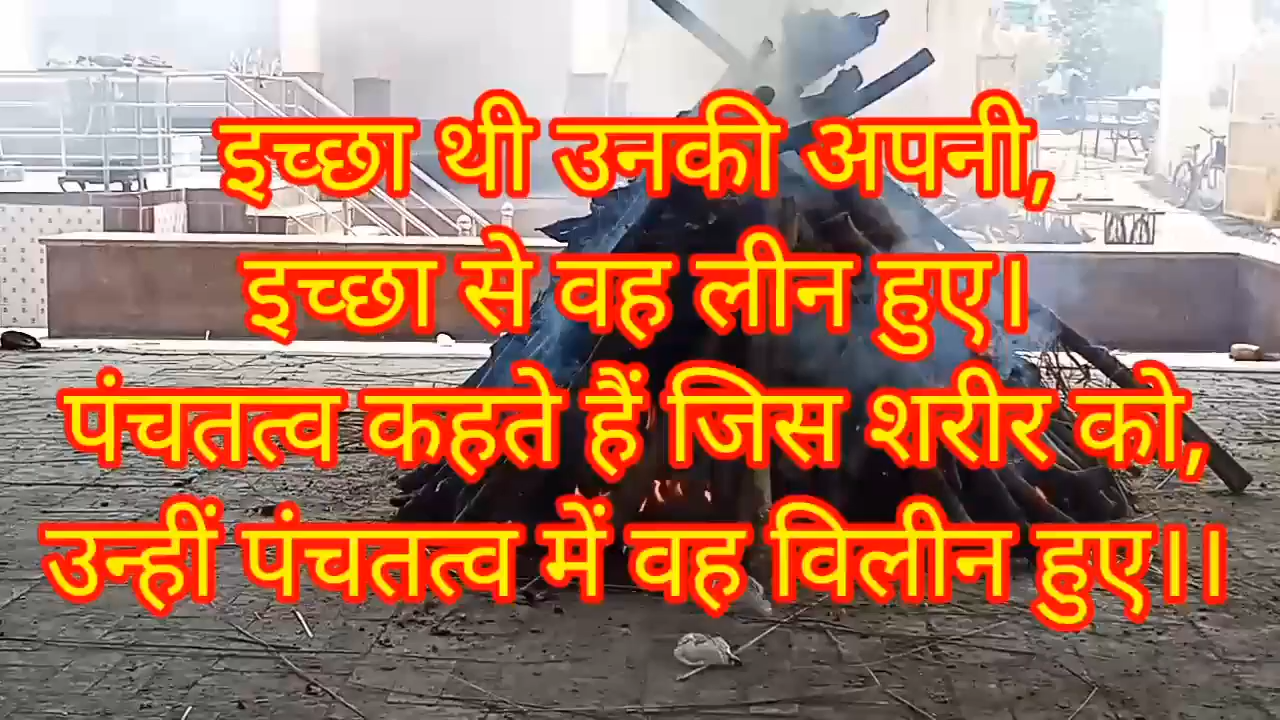 इच्छा थी उनकी अपनी,
इच्छा से वह लीन हुए।
पंचतत्व कहते हैं जिस शरीर को,
उन्हीं पंचतत्व में वह विलीन हुए।।